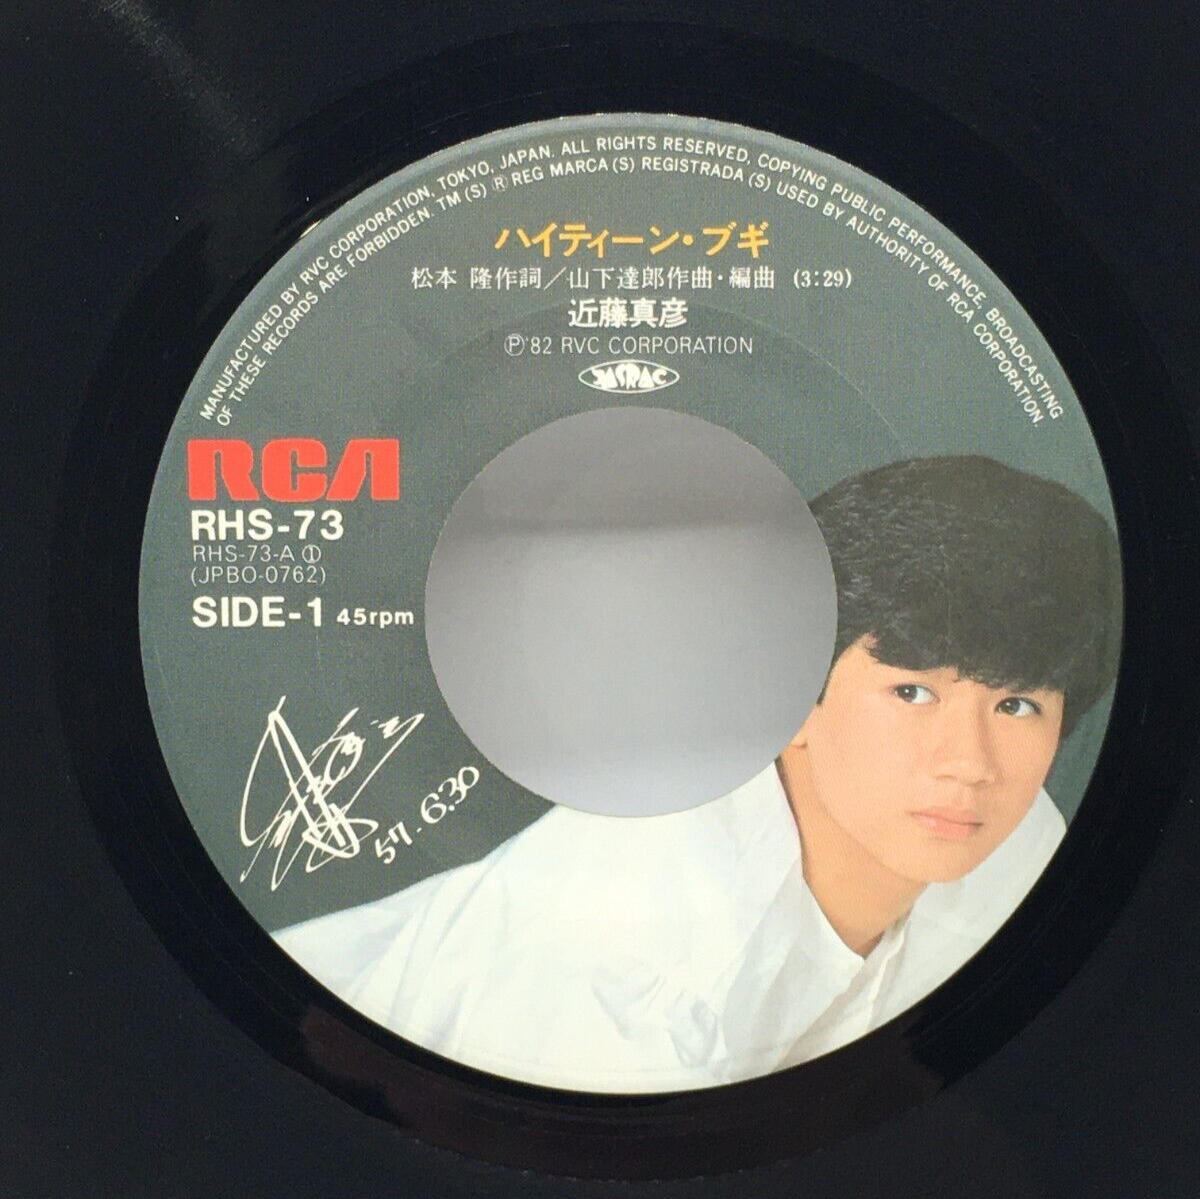 MANUFACTURED BY RVC CORPORATION, TOKYO, JAPAN. ALL RIGHTS RESERVED, COPYING PUBLIC PERFORMANCE, BROADCASTING
OF THESE RECORDS ARE FORBIDDEN. TM (S) ® REG MARCA (S) REGISTRADA (S) USED BY AUTHORITY OF RCA CORPORATION.
ハイティーン・ブギ
松本 隆作詞/山下達郎作曲・編曲 (3:29)
近藤真彦
Ⓟ'82 RVC CORPORATION
JASRAC
RCA
RHS-73
RHS-73-A ①
(JPBO-0762)
SIDE-1 45rpm
57.6.30